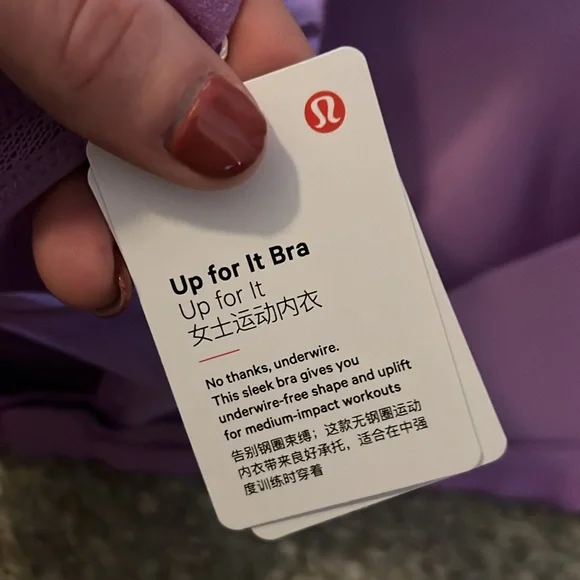 Up for It Bra
Up for It
女士运动内衣
No thanks, underwire.
This sleek bra gives you
underwire-free shape and uplift
for medium-impact workouts
告别钢圈束缚；这款无钢圈运动
内衣带来良好承托，适合在中强
度训练时穿着